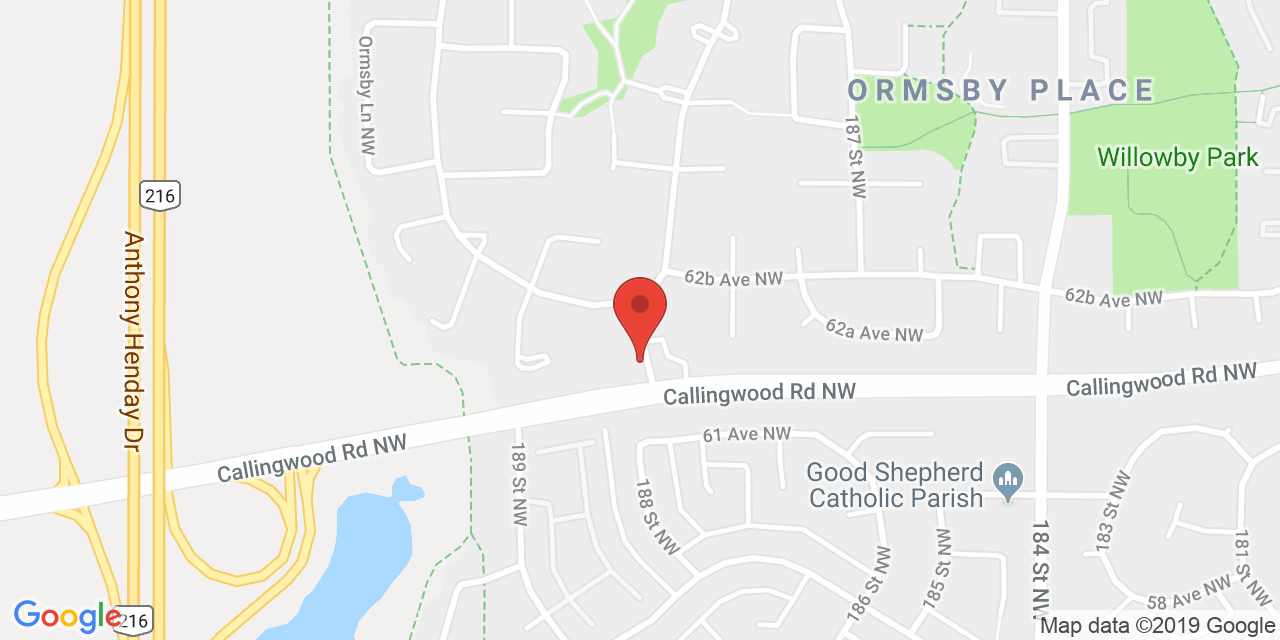 Ormsby Ln NW
ORMSBY PLACE
187 St NW
Willowby Park
216
Anthony Henday Dr
62b Ave NW
62b Ave NW
62a Ave NW
Callingwood Rd NW
Callingwood Rd NW
Callingwood Rd NW
61 Ave NW
189 St NW
188 St NW
Good Shepherd
Catholic Parish
183 St NW
184 St NW
181 St NW
186 St NW
185 St NW
58 Ave NW
Google
216
Map data ©2019 Google